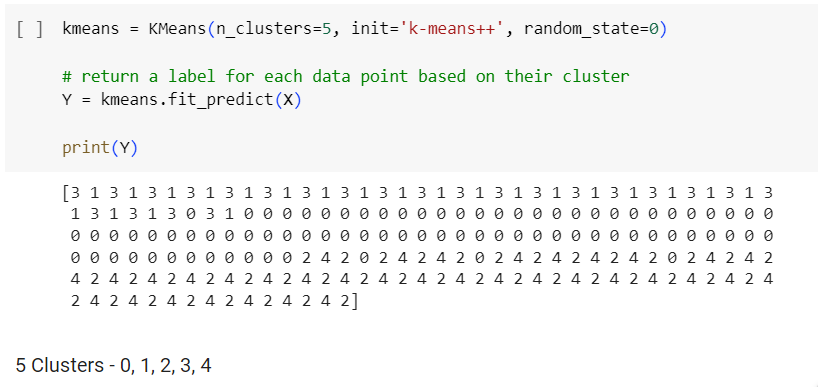 [ ] kmeans = KMeans(n_clusters=5, init='k-means++', random_state=0)
# return a label for each data point based on their cluster
Y = kmeans.fit_predict(X)
print(Y)
[3 1 3 1 3 1 3 1 3 1 3 1 3 1 3 1 3 1 3 1 3 1 3 1 3 1 3 1 3 1 3 1 3 1 3 1 3
1 3 1 3 1 3 0 3 1 0 0 0 0 0 0 0 0 0 0 0 0 0 0 0 0 0 0 0 0 0 0 0 0 0 0 0 0
0 0 0 0 0 0 0 0 0 0 0 0 0 0 0 0 0 0 0 0 0 0 0 0 0 0 0 0 0 0 0 0 0 0 0 0 0
0 0 0 0 0 0 0 0 0 0 0 0 2 4 2 0 2 4 2 4 2 0 2 4 2 4 2 4 2 4 2 0 2 4 2 4 2
4 2 4 2 4 2 4 2 4 2 4 2 4 2 4 2 4 2 4 2 4 2 4 2 4 2 4 2 4 2 4 2 4 2 4 2 4
2 4 2 4 2 4 2 4 2 4 2 4 2 4 2]
5 Clusters - 0, 1, 2, 3, 4